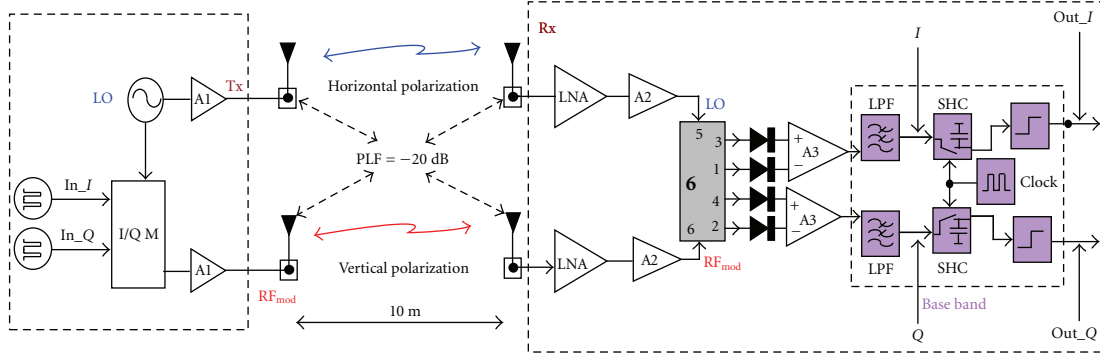 Tx
LO
A1
In_I
In_Q
I/Q M
A1
RFmod
Horizontal polarization
PLF = −20 dB
Vertical polarization
10 m
Rx
LNA
A2
LO
5
3
1
6
4
2
6
RFmod
LNA
A2
+
−
A3
+
−
A3
I
LPF
SHC
Out_I
Clock
LPF
SHC
Base band
Q
Out_Q